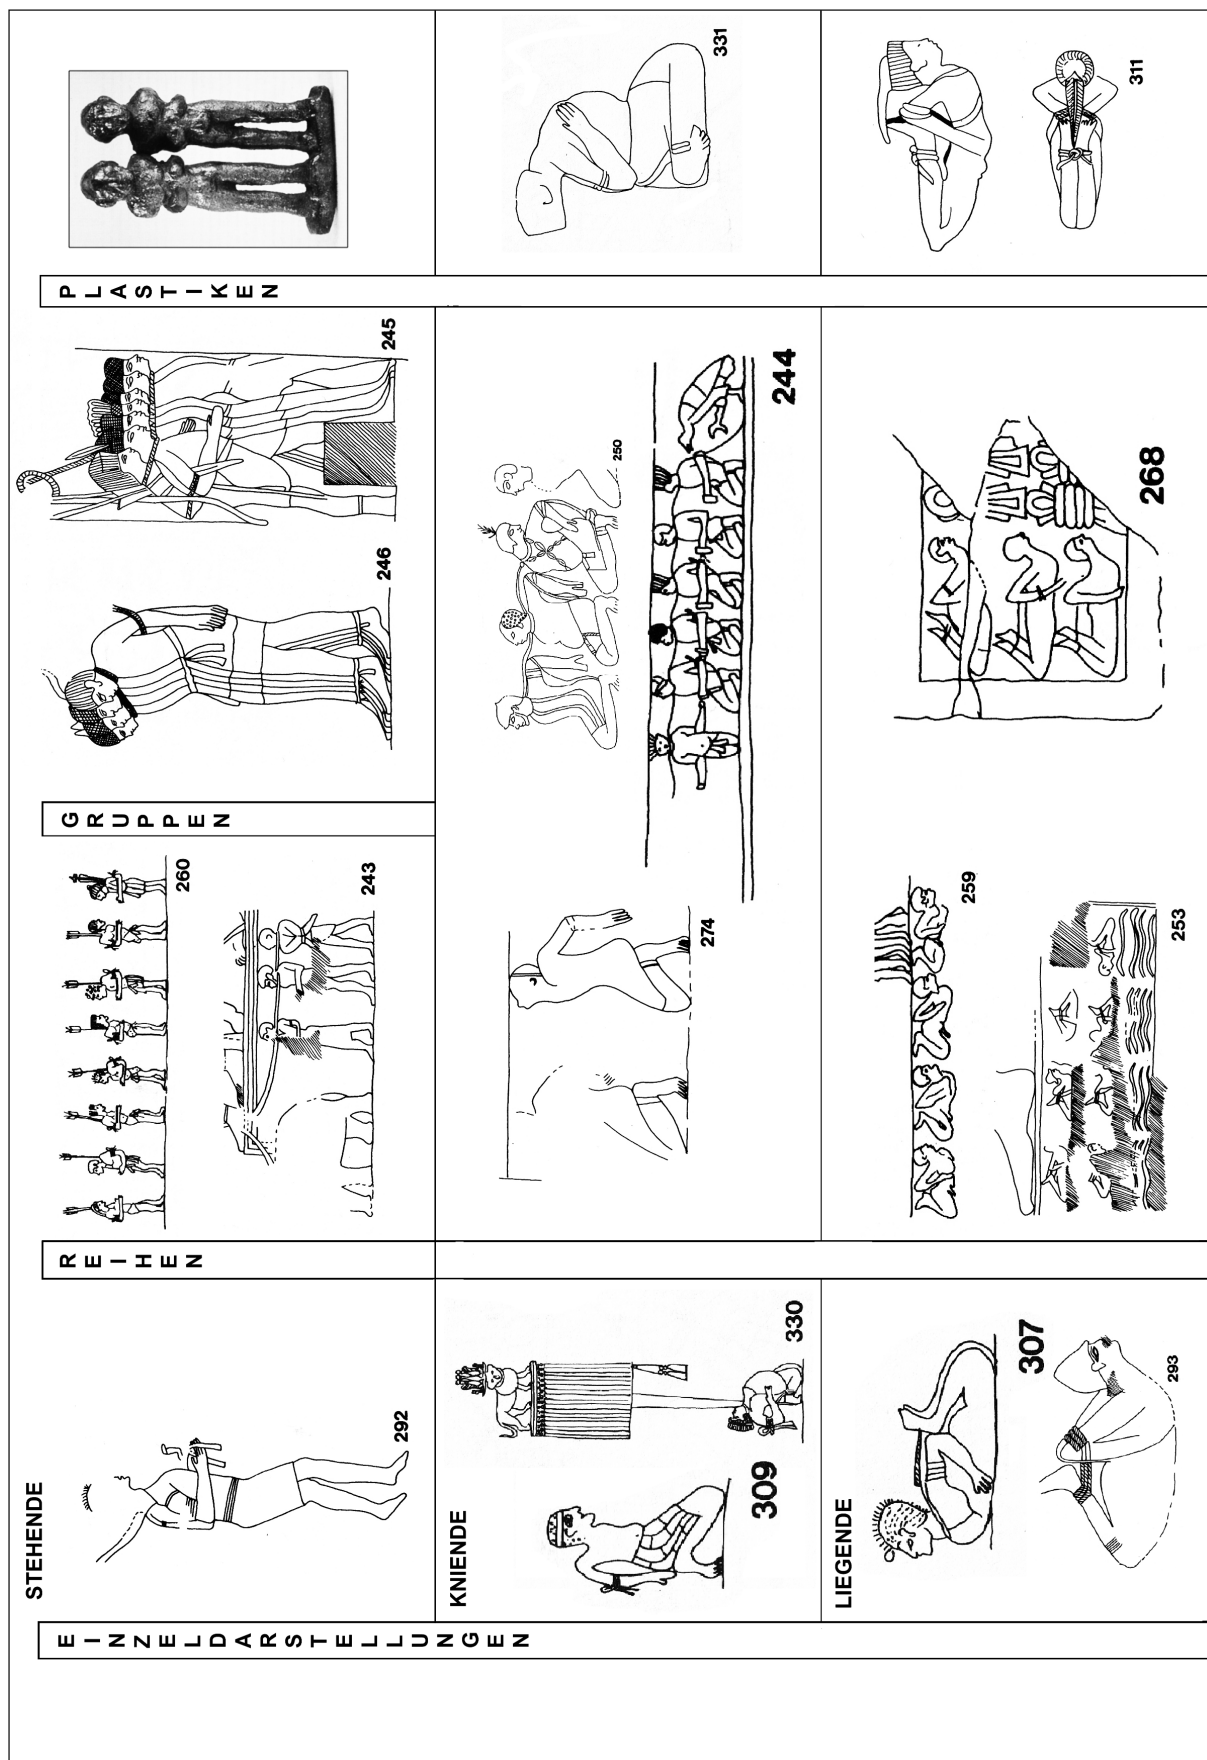 EINZELDARSTELLUNGEN
REIHEN
GRUPPEN
PLASTIKEN
STEHENDE
292
260
243
246
245
KNIENDE
309
330
274
250
244
331
LIEGENDE
307
293
259
253
268
311